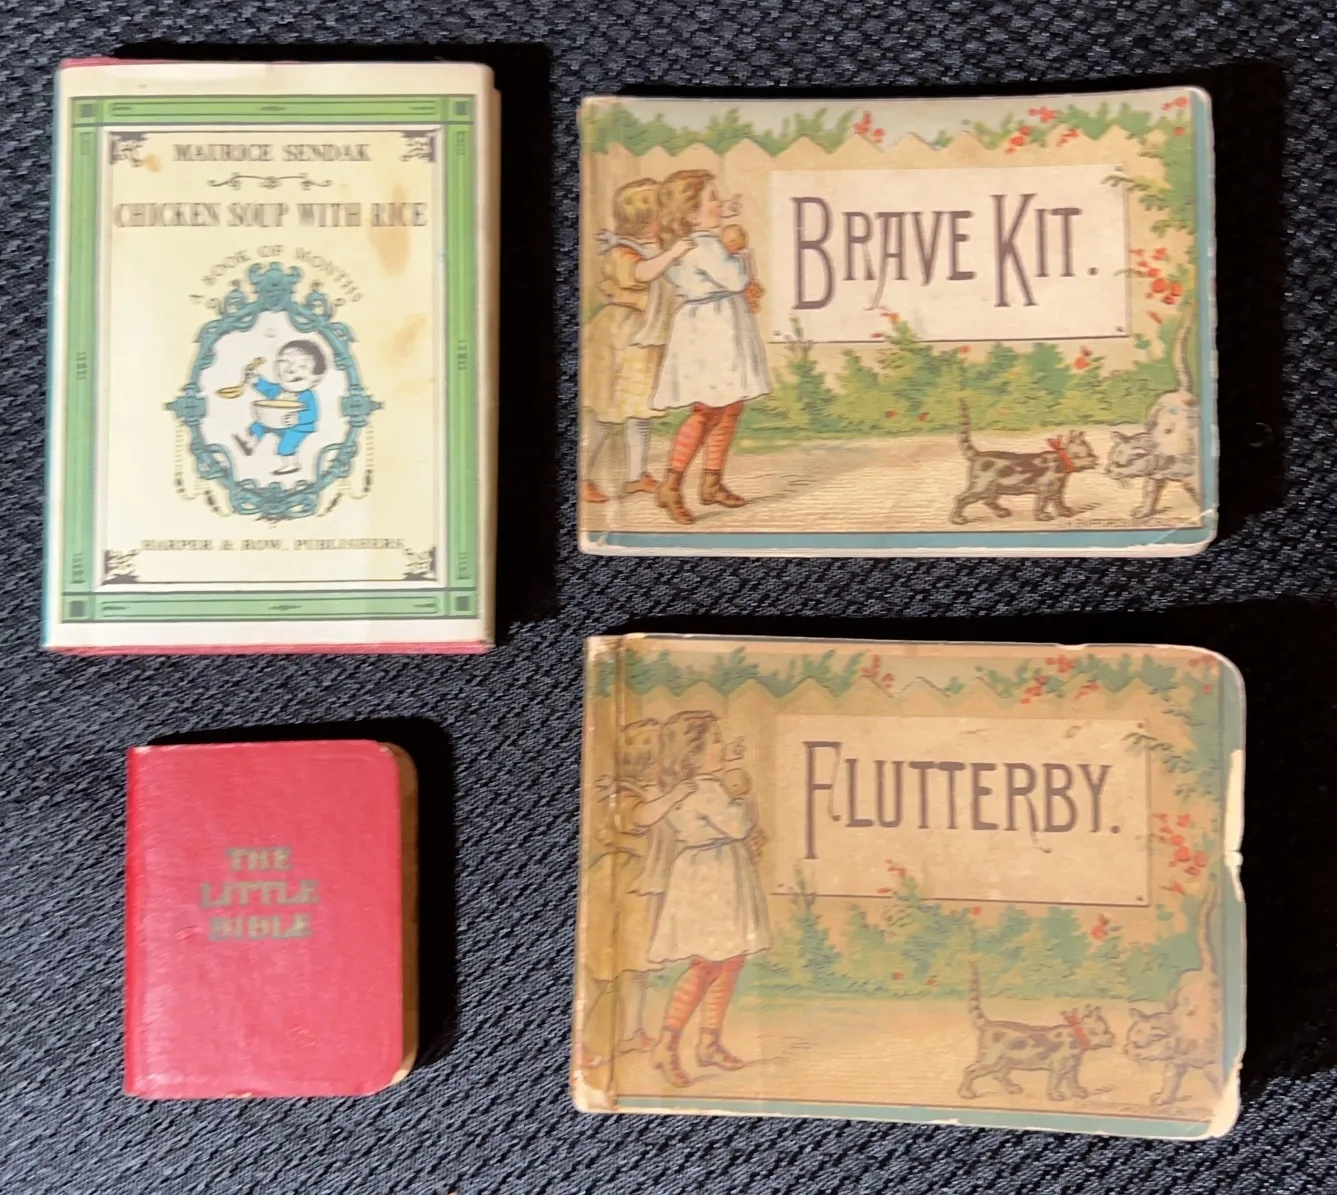 MAURICE SENDAK
CHICKEN SOUP WITH RICE
A BOOK OF MONTHS
HARPER & ROW, PUBLISHERS
BRAVE KIT.
THE
LITTLE
BIBLE
FLUTTERBY.